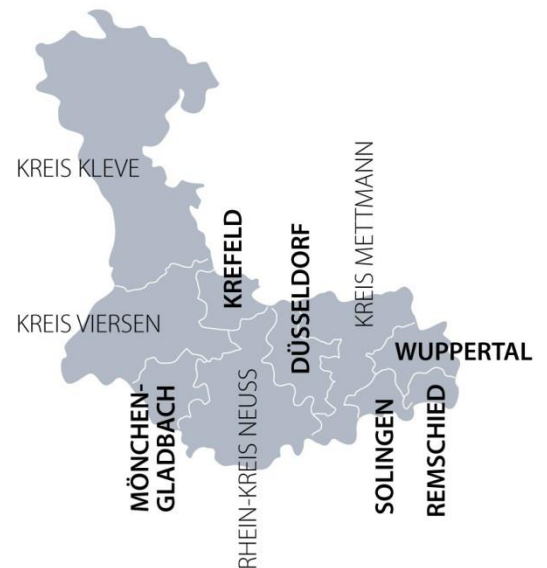 KREIS KLEVE
KREIS VIERSEN
MÖNCHEN-
GLADBACH
KREFELD
RHEIN-KREIS NEUSS
DÜSSELDORF
KREIS METTMANN
WUPPERTAL
SOLINGEN
REMSCHIED